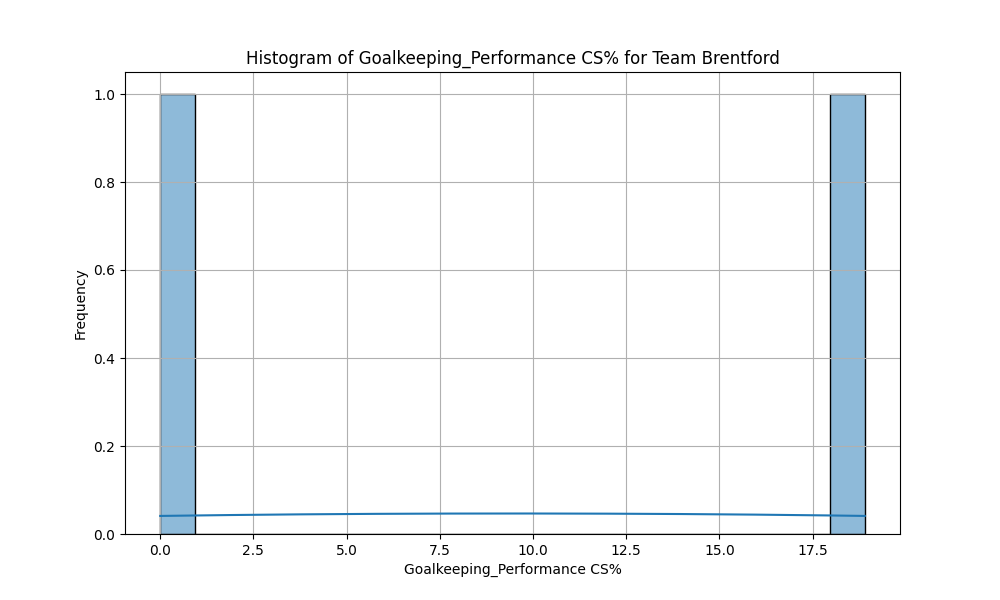 Histogram of Goalkeeping_Performance CS% for Team Brentford
1.0
0.8
0.6
0.4
0.2
0.0
Frequency
0.0 2.5 5.0 7.5 10.0 12.5 15.0 17.5
Goalkeeping_Performance CS%